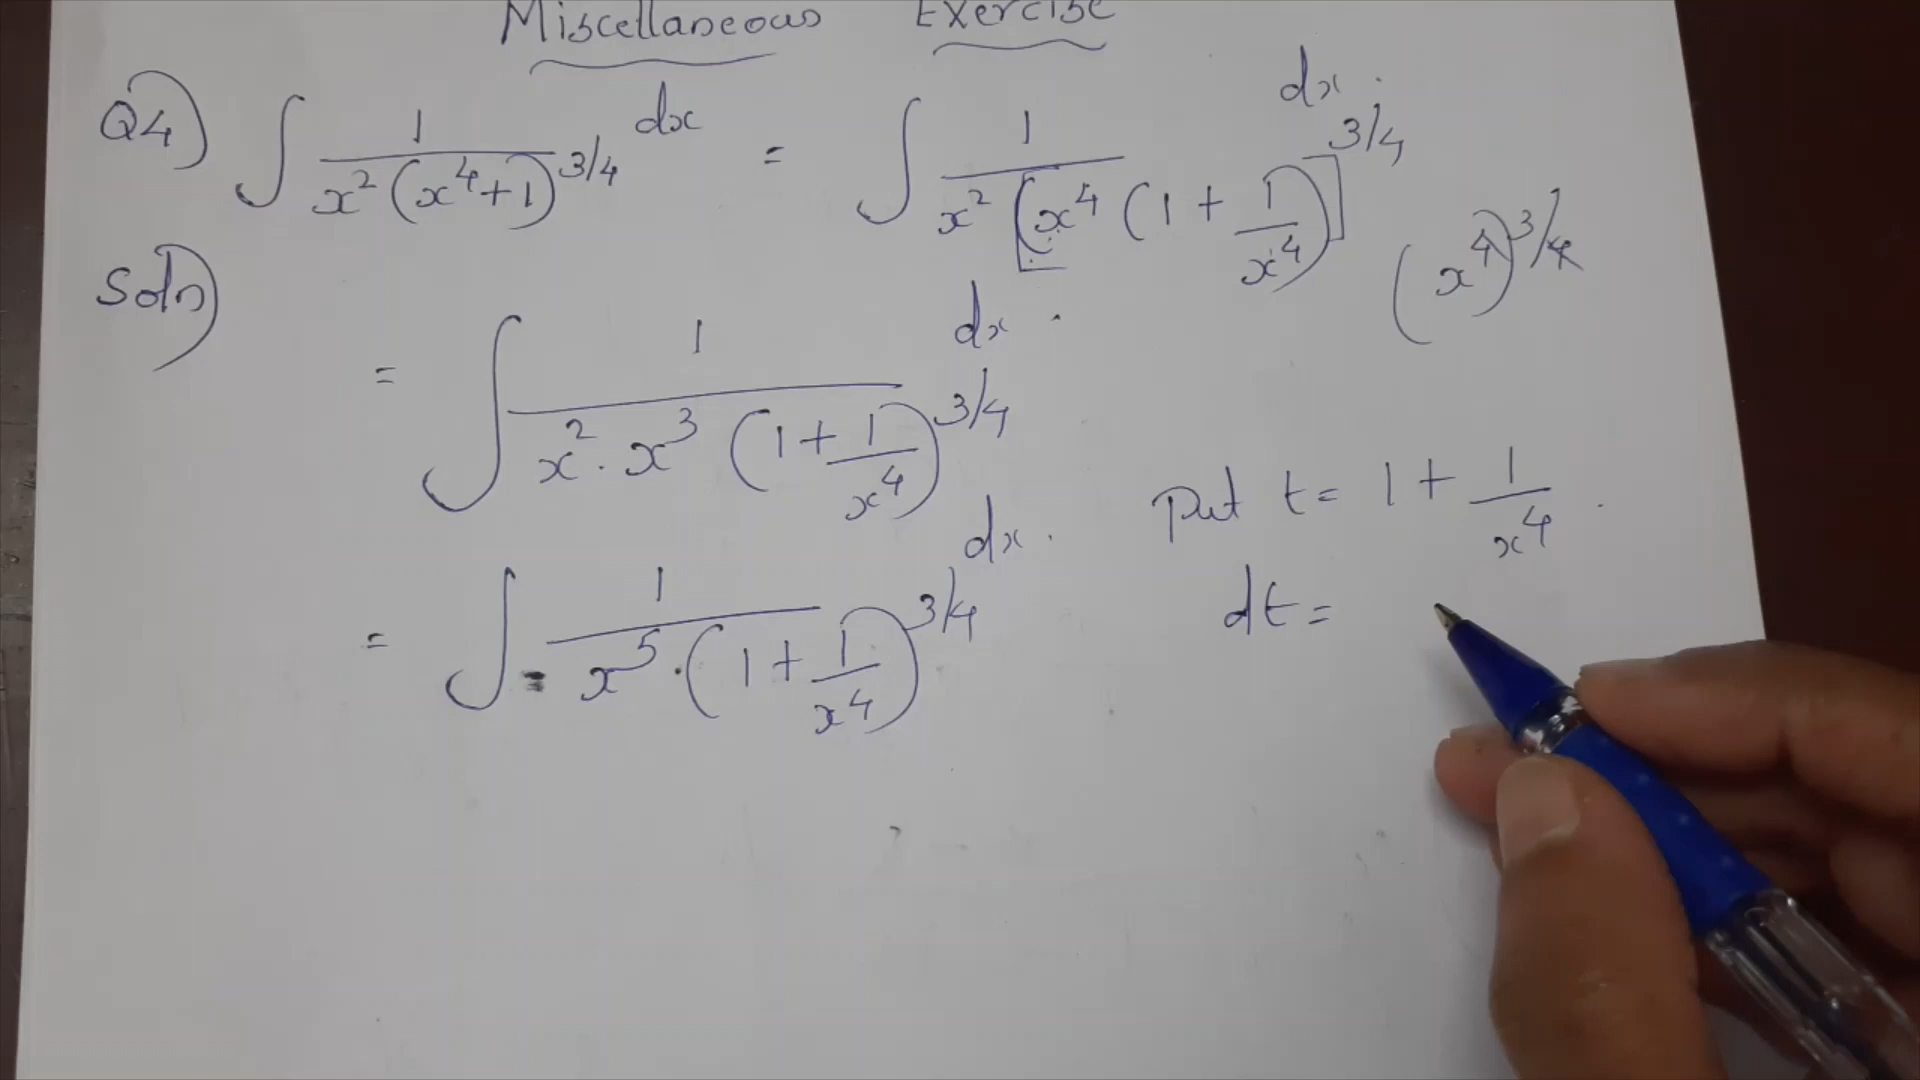 Miscellaneous Exercise
Q4) ∫ 1/(x²(x⁴+1)^3/4) dx = ∫ 1/(x²[x⁴(1+1/x⁴)]^3/4) dx.
(x⁴)^3/4
Soln)
= ∫ 1/(x².x³(1+1/x⁴)^3/4) dx.
Put t = 1 + 1/x⁴.
= ∫ 1/(x⁵.(1+1/x⁴)^3/4) dx.
dt =